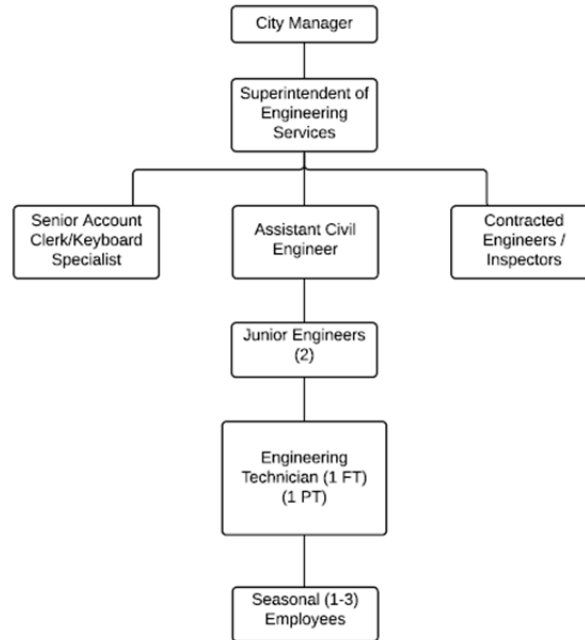 City Manager
Superintendent of
Engineering
Services
Senior Account
Clerk/Keyboard
Specialist
Assistant Civil
Engineer
Contracted
Engineers /
Inspectors
Junior Engineers
(2)
Engineering
Technician (1 FT)
(1 PT)
Seasonal (1-3)
Employees